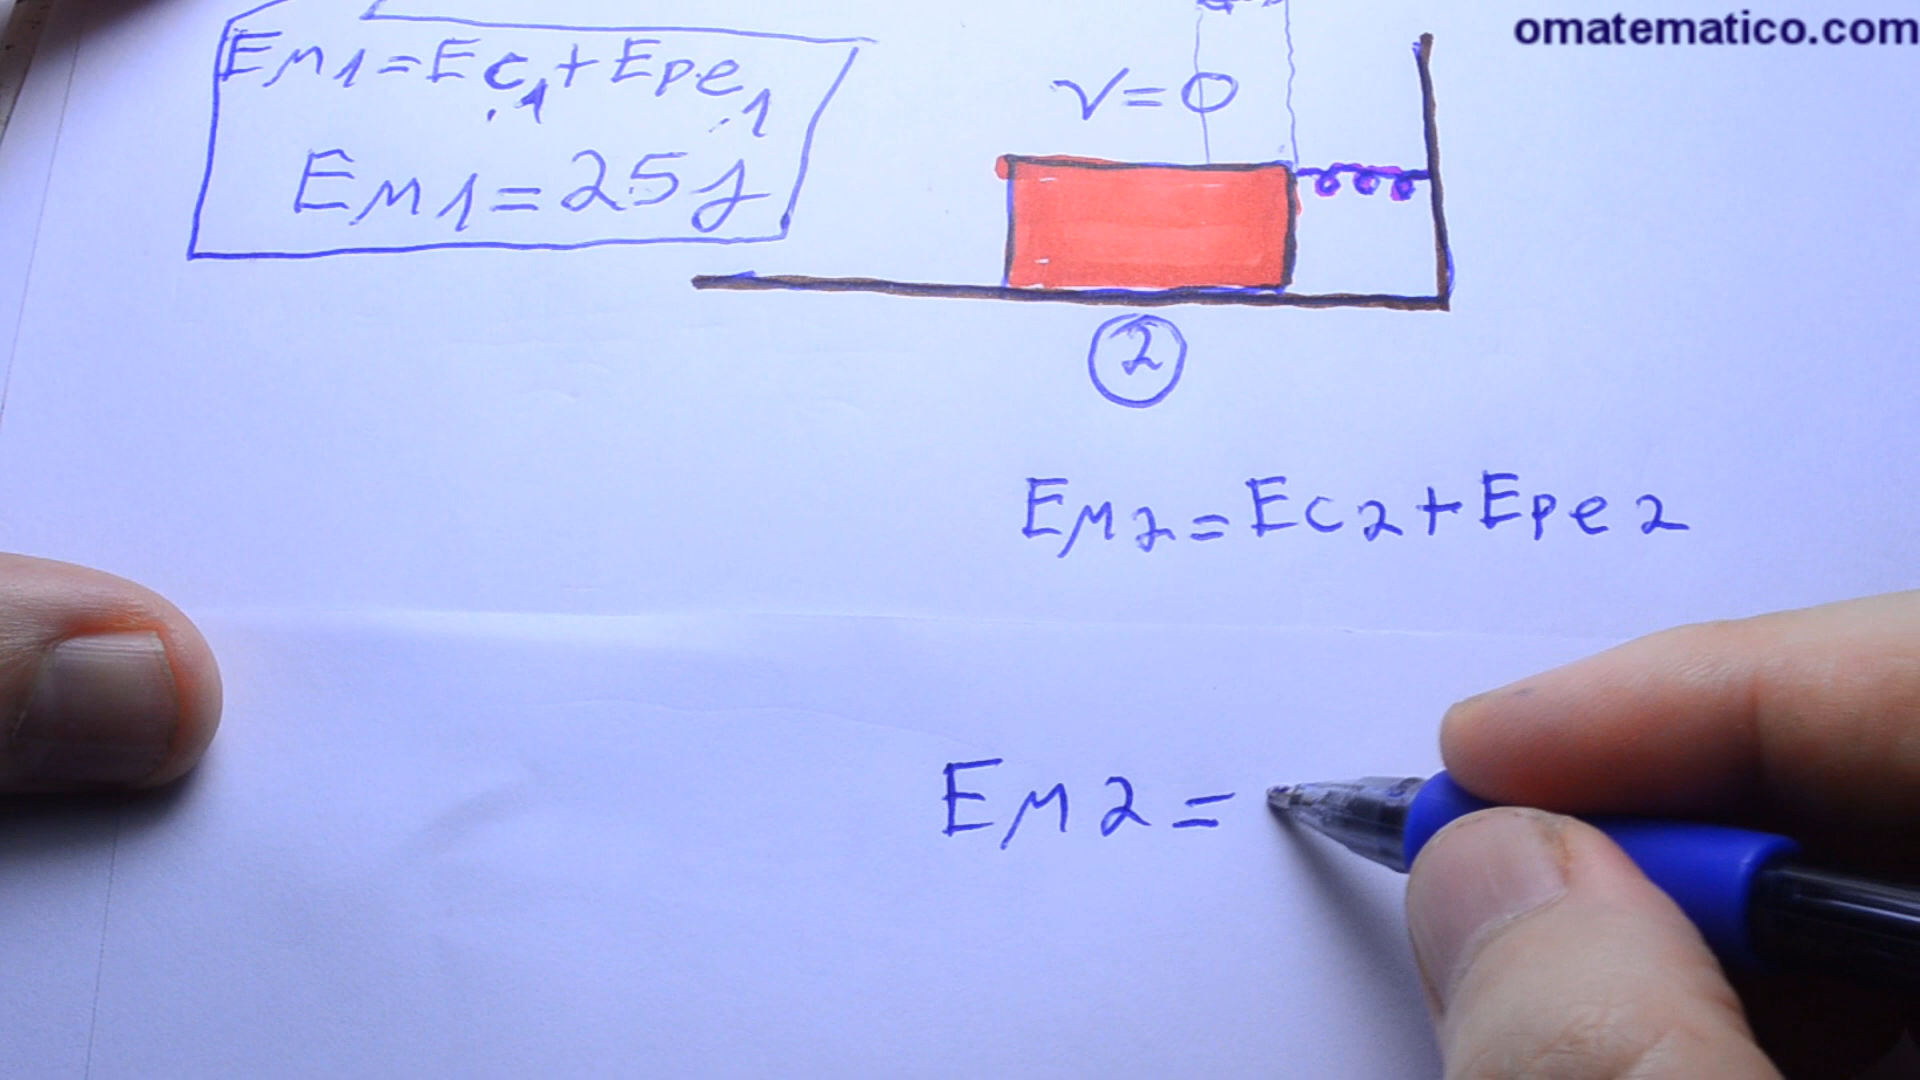 omatematico.com
EM1=Ec1+Epe1
EM1=25J
v=0
2
EM2=Ec2+Epe2
EM2=